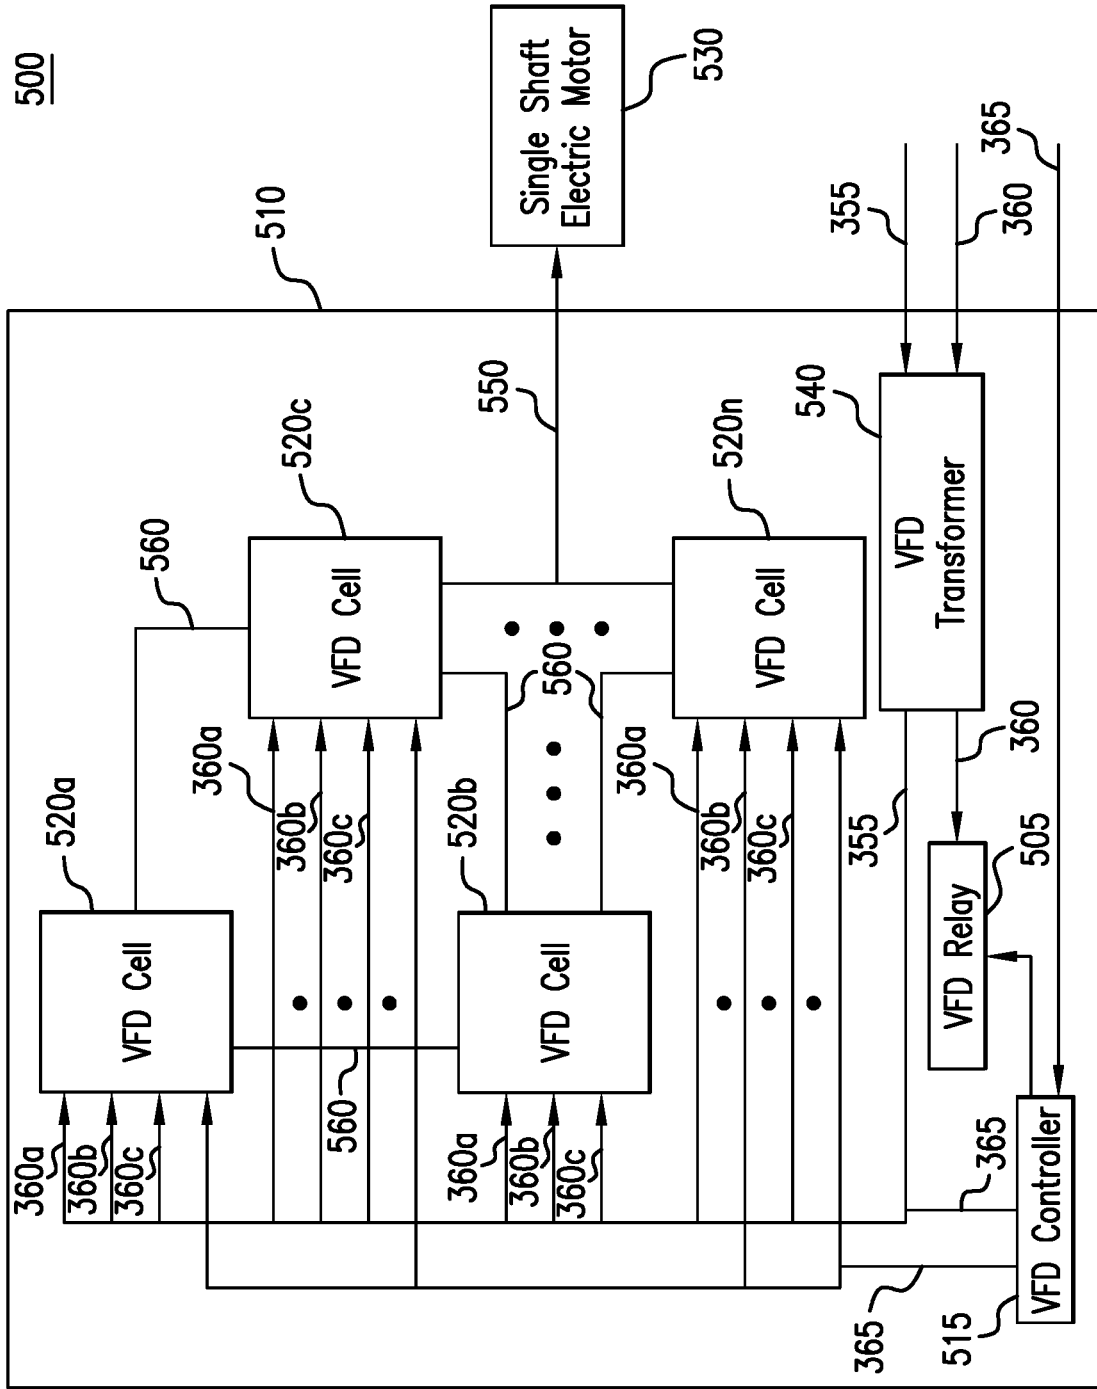 500
360a
360b
520a
360c
VFD Cell
560
360a
510
360b
520c
360c
560
VFD Cell
360a
520b
550
360b
360c
VFD Cell
560
Single Shaft
Electric Motor
360a
530
360b
520n
360c
VFD Cell
540
365
355
355
VFD
Transformer
515
VFD Relay
365
505
360
360
365
VFD Controller